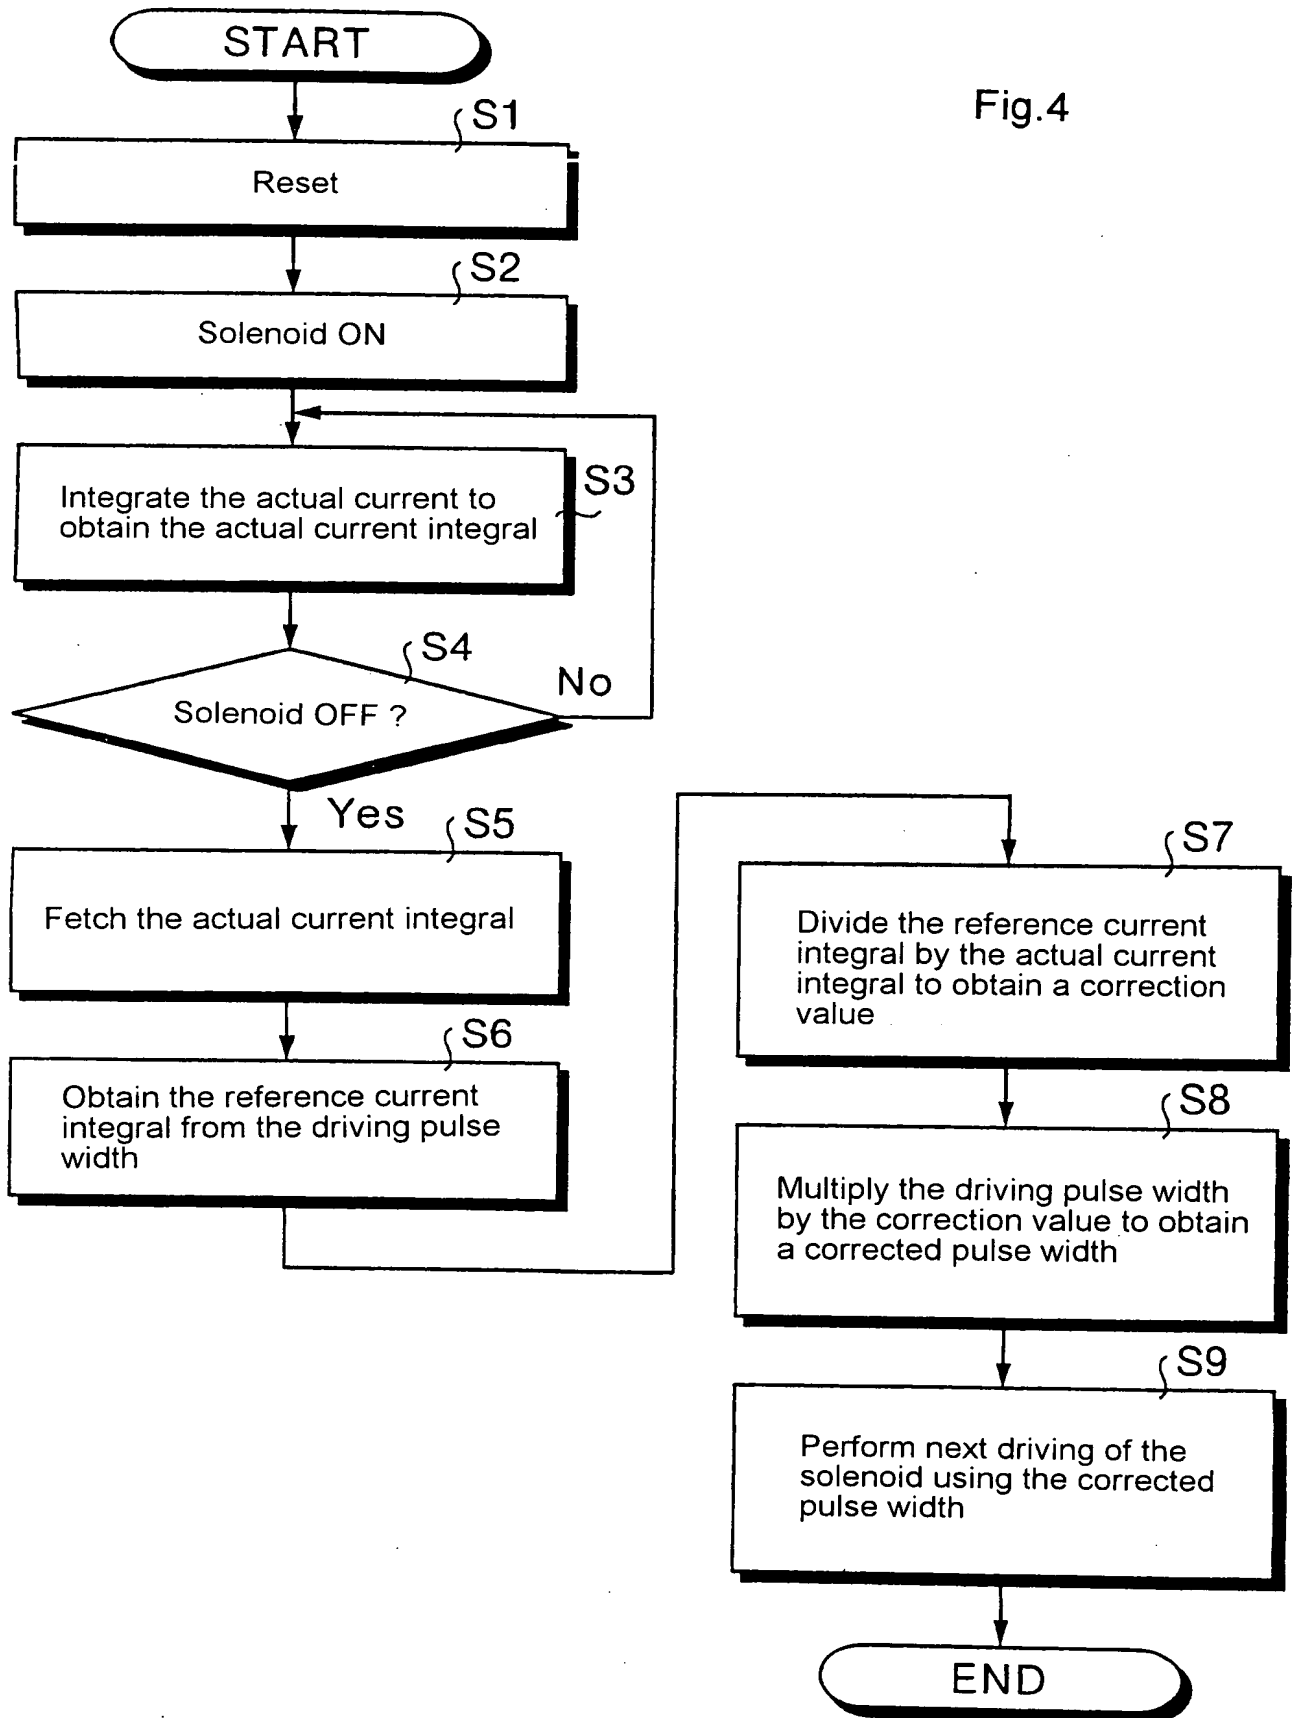 START
Fig.4
S1
Reset
S2
Solenoid ON
S3
Integrate the actual current to
obtain the actual current integral
S4
Solenoid OFF ?
No
Yes
S5
Fetch the actual current integral
S6
Obtain the reference current
integral from the driving pulse
width
S7
Divide the reference current
integral by the actual current
integral to obtain a correction
value
S8
Multiply the driving pulse width
by the correction value to obtain
a corrected pulse width
S9
Perform next driving of the
solenoid using the corrected
pulse width
END